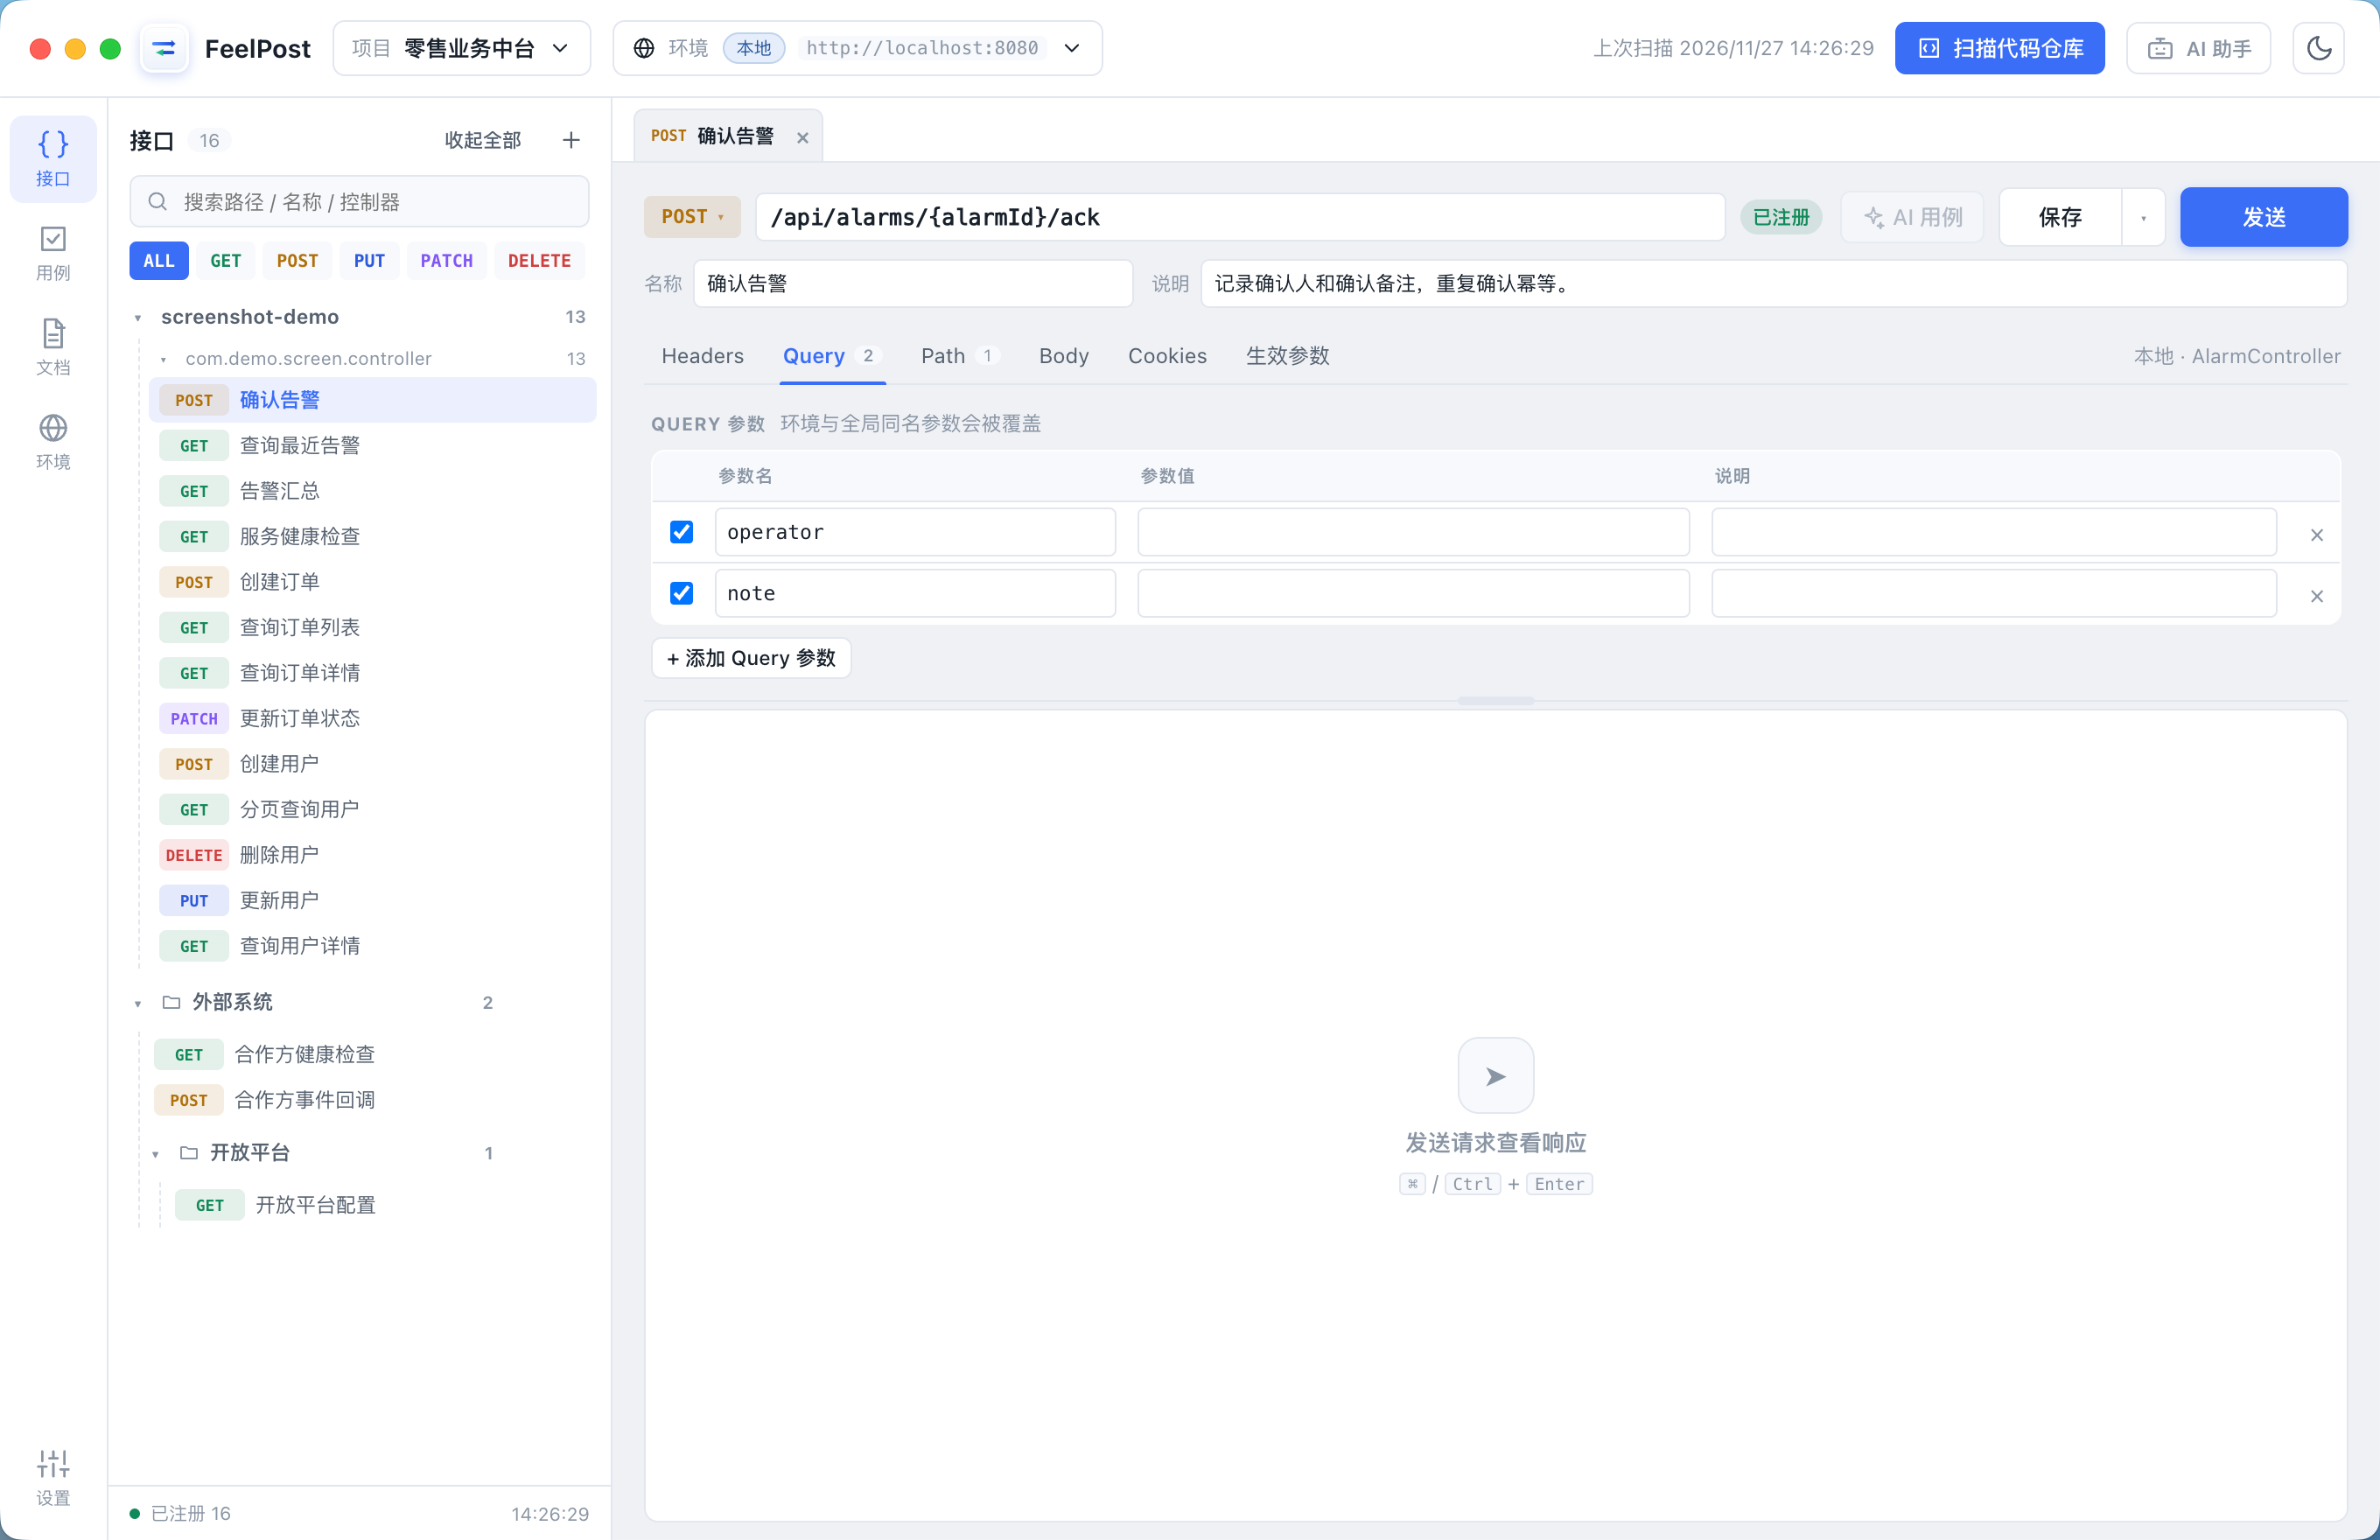 FeelPost
项目 零售业务中台
环境 本地 http://localhost:8080
上次扫描 2026/11/27 14:26:29
扫描代码仓库
AI 助手
接口
用例
文档
环境
设置
接口 16 收起全部 +
搜索路径 / 名称 / 控制器
ALL GET POST PUT PATCH DELETE
screenshot-demo 13
com.demo.screen.controller 13
POST 确认告警
GET 查询最近告警
GET 告警汇总
GET 服务健康检查
POST 创建订单
GET 查询订单列表
GET 查询订单详情
PATCH 更新订单状态
POST 创建用户
GET 分页查询用户
DELETE 删除用户
PUT 更新用户
GET 查询用户详情
外部系统 2
GET 合作方健康检查
POST 合作方事件回调
开放平台 1
GET 开放平台配置
已注册 16 14:26:29
POST 确认告警 ×
POST /api/alarms/{alarmId}/ack 已注册 AI 用例 保存 发送
名称 确认告警 说明 记录确认人和确认备注，重复确认幂等。
Headers Query 2 Path 1 Body Cookies 生效参数 本地 · AlarmController
QUERY 参数 环境与全局同名参数会被覆盖
参数名 参数值 说明
operator ×
note ×
+ 添加 Query 参数
发送请求查看响应
⌘ / Ctrl + Enter